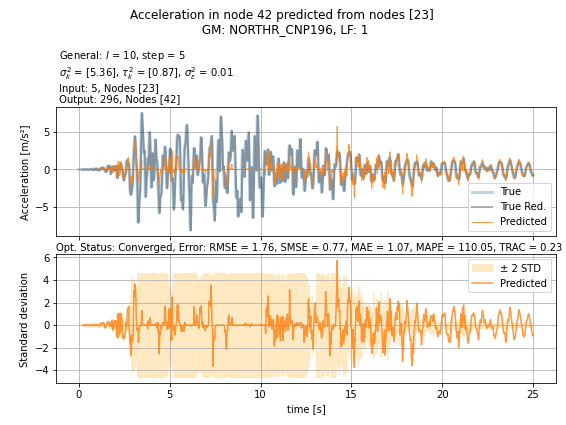 Acceleration in node 42 predicted from nodes [23]
GM: NORTHR_CNP196, LF: 1
General: l = 10, step = 5
σ²ₖ = [5.36], τ²ₖ = [0.87], σ²ε = 0.01
Input: 5, Nodes [23]
Output: 296, Nodes [42]
Acceleration [m/s²]
5
0
−5
True
True Red.
Predicted
Opt. Status: Converged, Error: RMSE = 1.76, SMSE = 0.77, MAE = 1.07, MAPE = 110.05, TRAC = 0.23
Standard deviation
6
4
2
0
−2
−4
± 2 STD
Predicted
0 5 10 15 20 25
time [s]